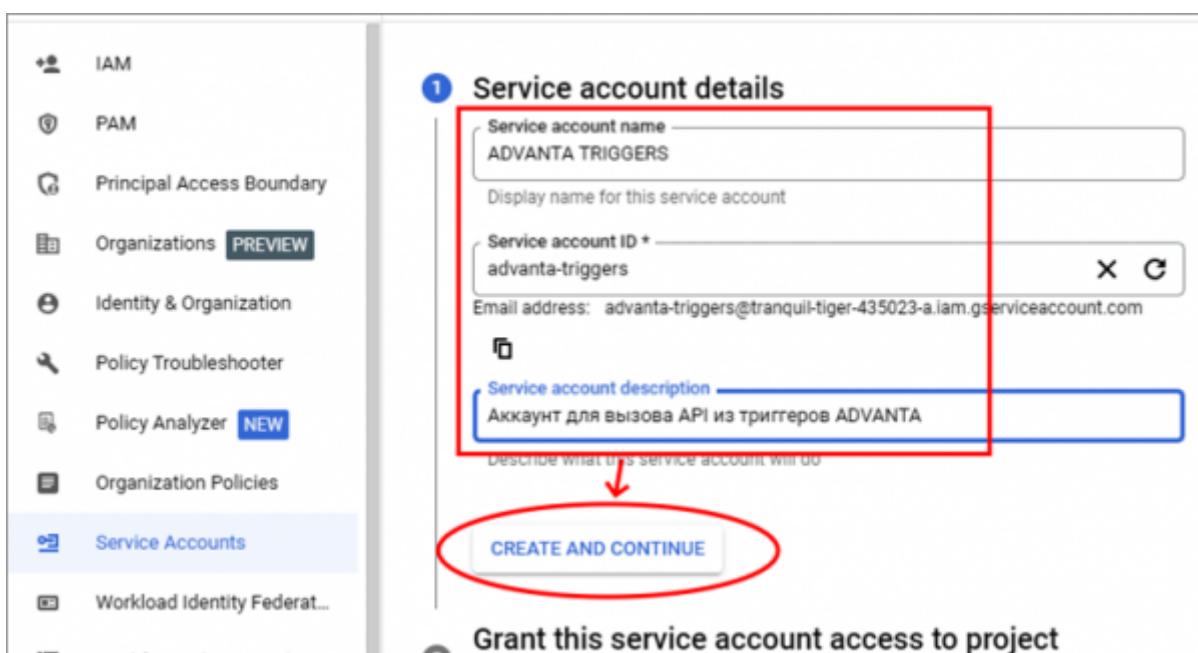 IAM
PAM
Principal Access Boundary
Organizations PREVIEW
Identity & Organization
Policy Troubleshooter
Policy Analyzer NEW
Organization Policies
Service Accounts
Workload Identity Federat...
1 Service account details
Service account name
ADVANTA TRIGGERS
Display name for this service account
Service account ID *
advanta-triggers
Email address: advanta-triggers@tranquil-tiger-435023-a.iam.gserviceaccount.com
Service account description
Аккаунт для вызова API из триггеров ADVANTA
Describe what this service account will do
CREATE AND CONTINUE
Grant this service account access to project